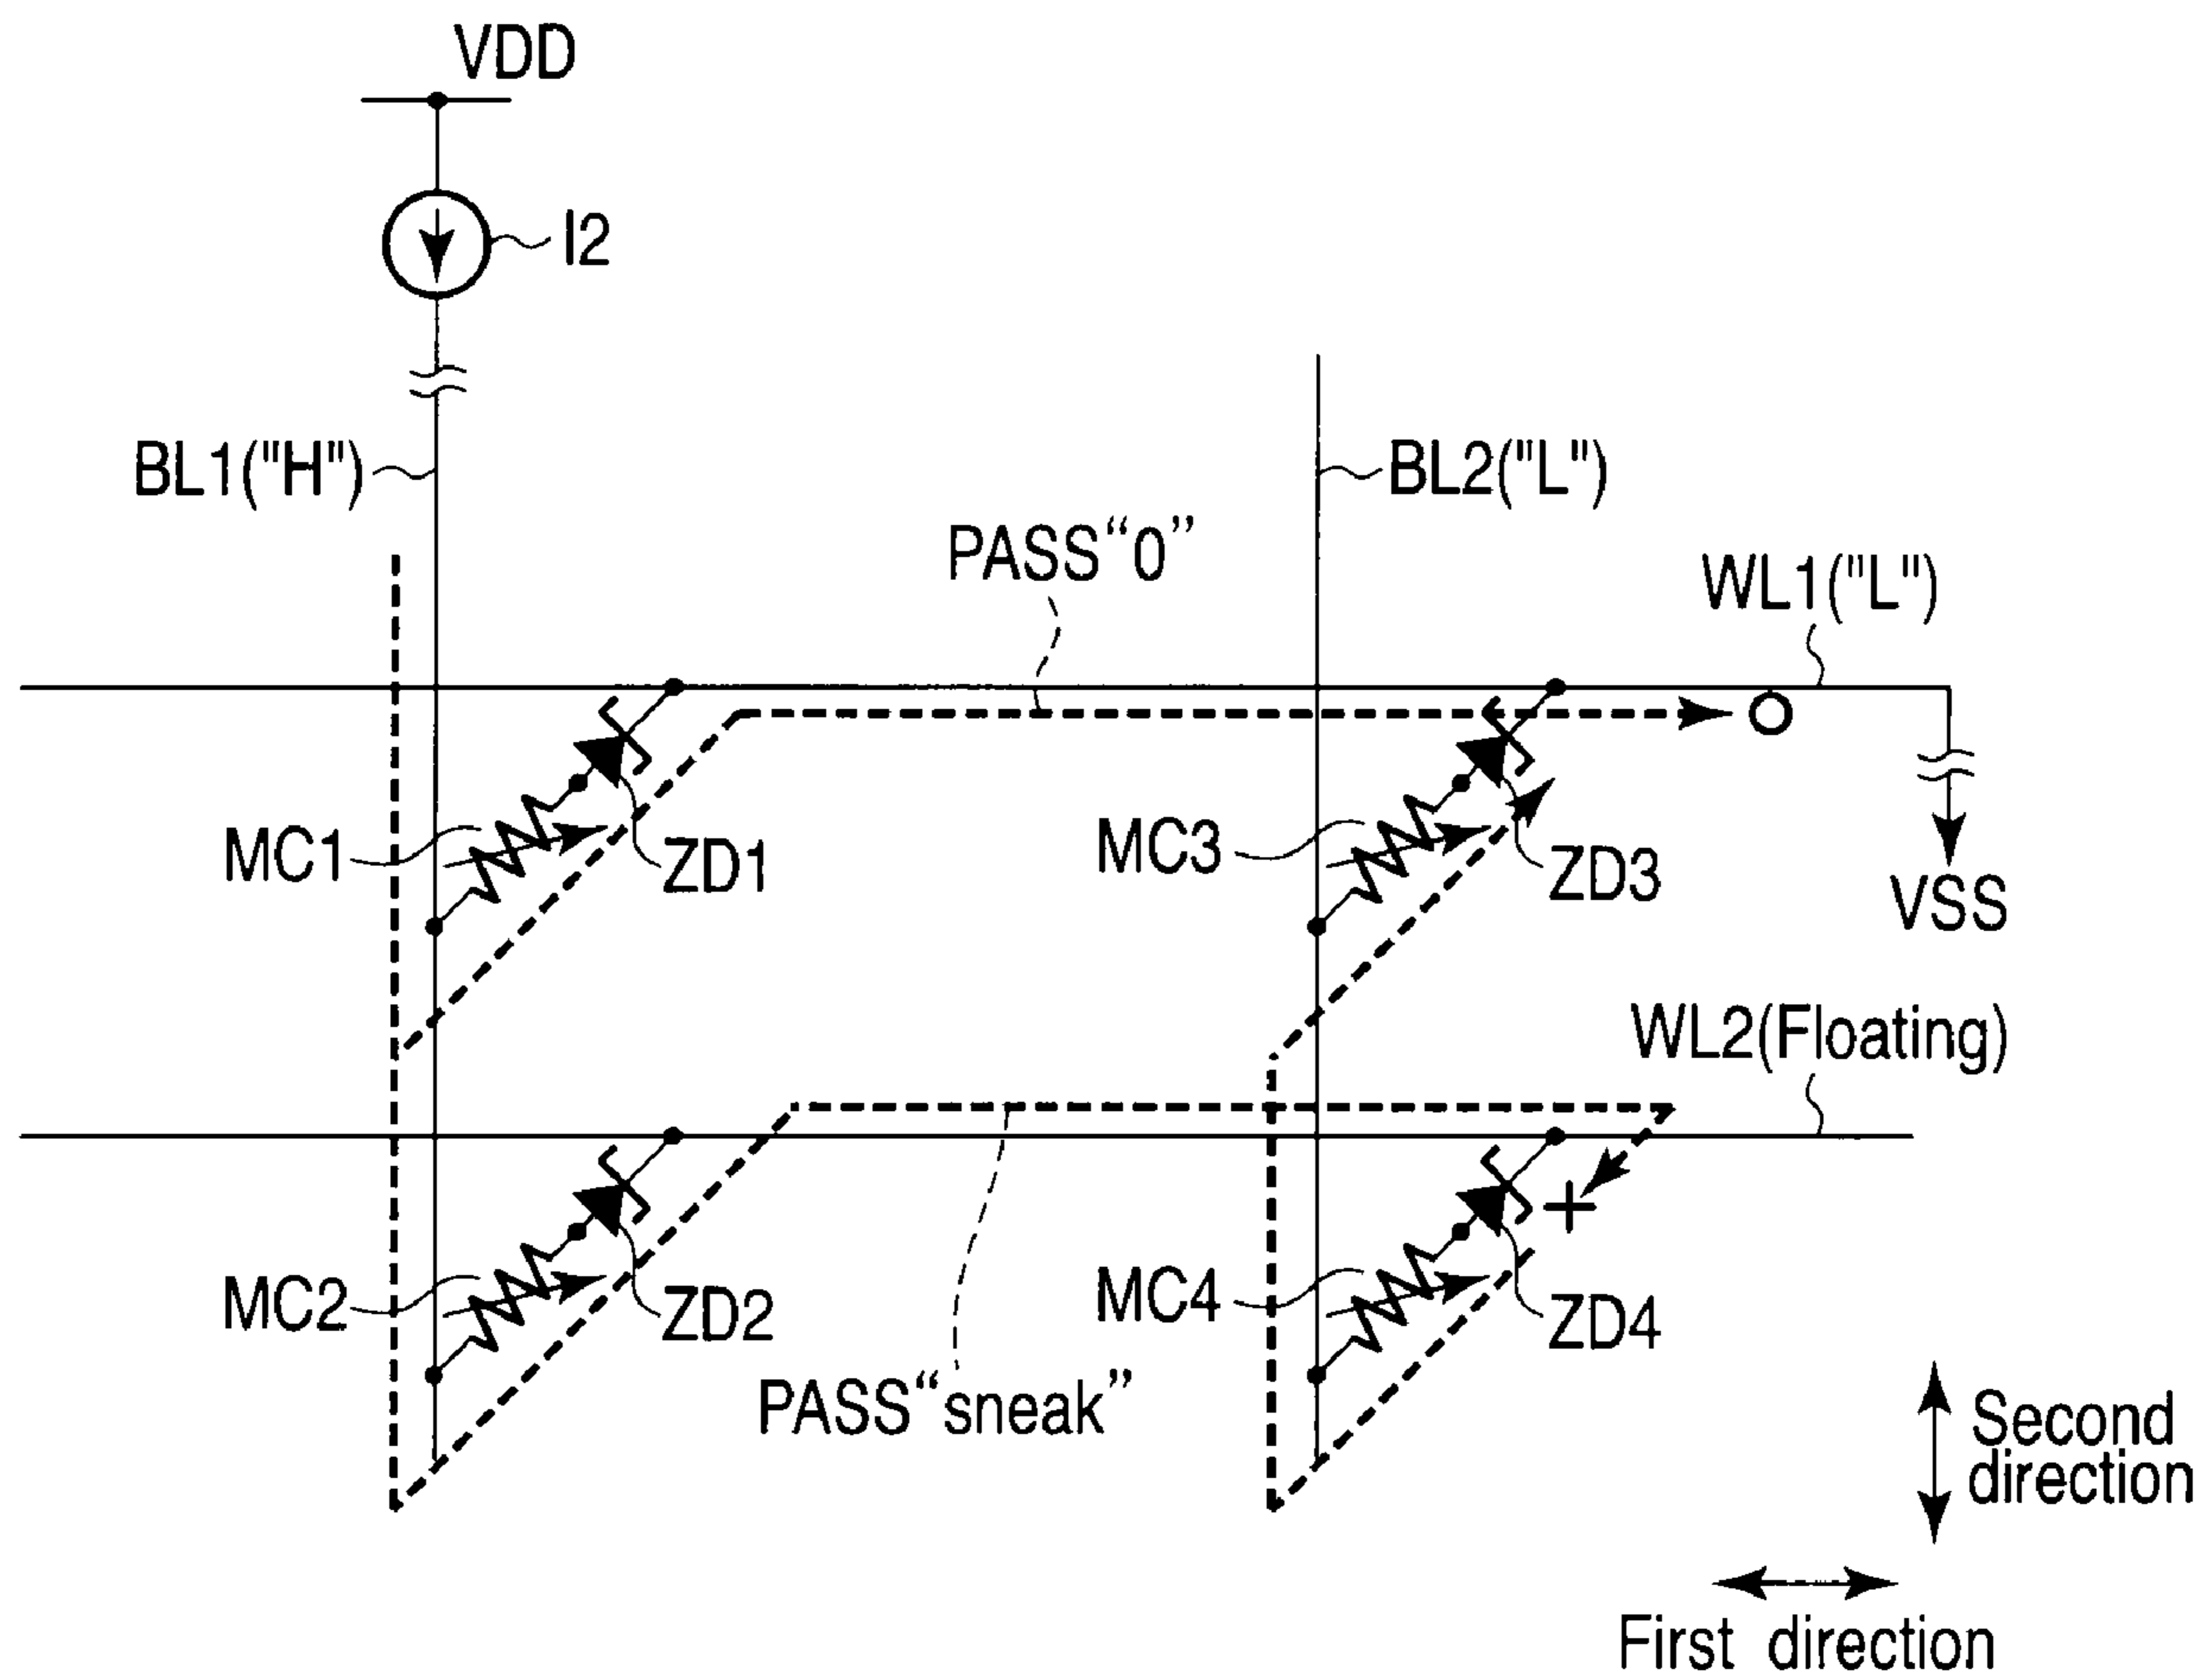 VDD
I2
BL1("H")
BL2("L")
PASS“0”
WL1("L")
MC1
ZD1
MC3
ZD3
VSS
WL2(Floating)
MC2
ZD2
MC4
ZD4
PASS“sneak”
Second
direction
First direction